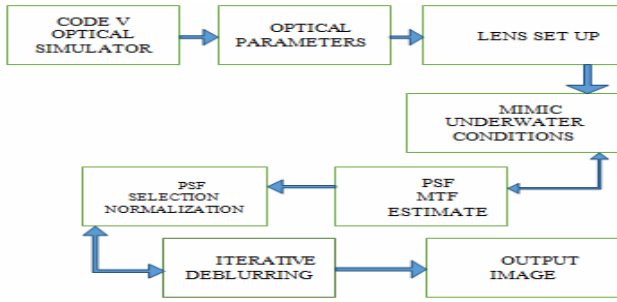 CODE V
OPTICAL
SIMULATOR
OPTICAL
PARAMETERS
LENS SET UP
MIMIC
UNDERWATER
CONDITIONS
PSF
MTF
ESTIMATE
PSF
SELECTION
NORMALIZATION
ITERATIVE
DEBLURRING
OUTPUT
IMAGE